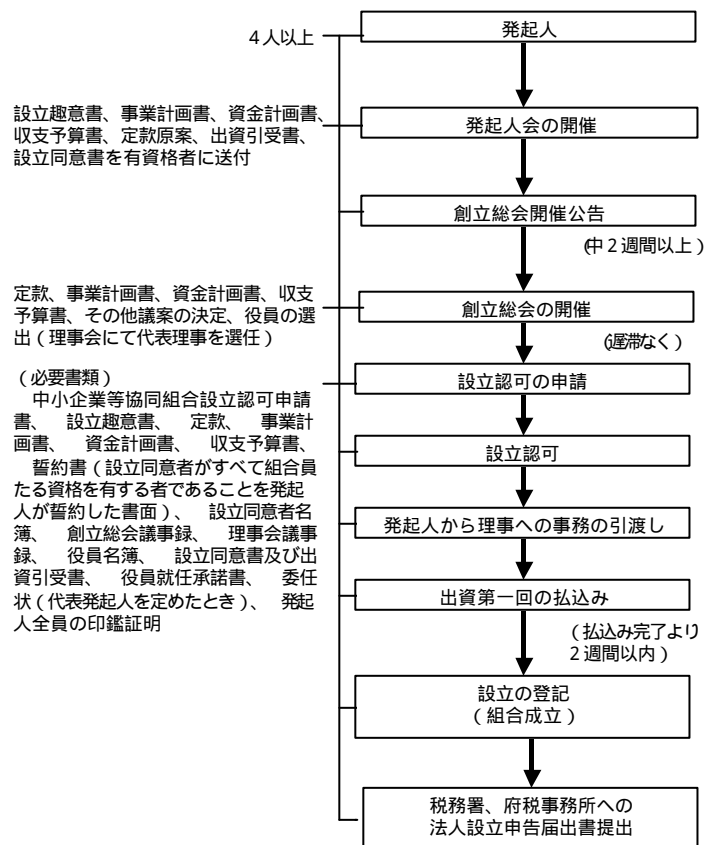 ４人以上
発起人
設立趣意書、事業計画書、資金計画書、
収支予算書、定款原案、出資引受書、
設立同意書を有資格者に送付
発起人会の開催
創立総会開催公告
（中２週間以上）
定款、事業計画書、資金計画書、収支
予算書、その他議案の決定、役員の選
出（理事会にて代表理事を選任）
創立総会の開催
（遅滞なく）
（必要書類）
中小企業等協同組合設立認可申請
書、　設立趣意書、　定款、　事業計
画書、　資金計画書、　収支予算書、
誓約書（設立同意者がすべて組合員
たる資格を有する者であることを発起
人が誓約した書面）、　設立同意者名
簿、　創立総会議事録、　理事会議事
録、　役員名簿、　設立同意書及び出
資引受書、　役員就任承諾書、　委任
状（代表発起人を定めたとき）、　発起
人全員の印鑑証明
設立認可の申請
設立認可
発起人から理事への事務の引渡し
出資第一回の払込み
（払込み完了より
２週間以内）
設立の登記
（組合成立）
税務署、府税事務所への
法人設立申告届出書提出